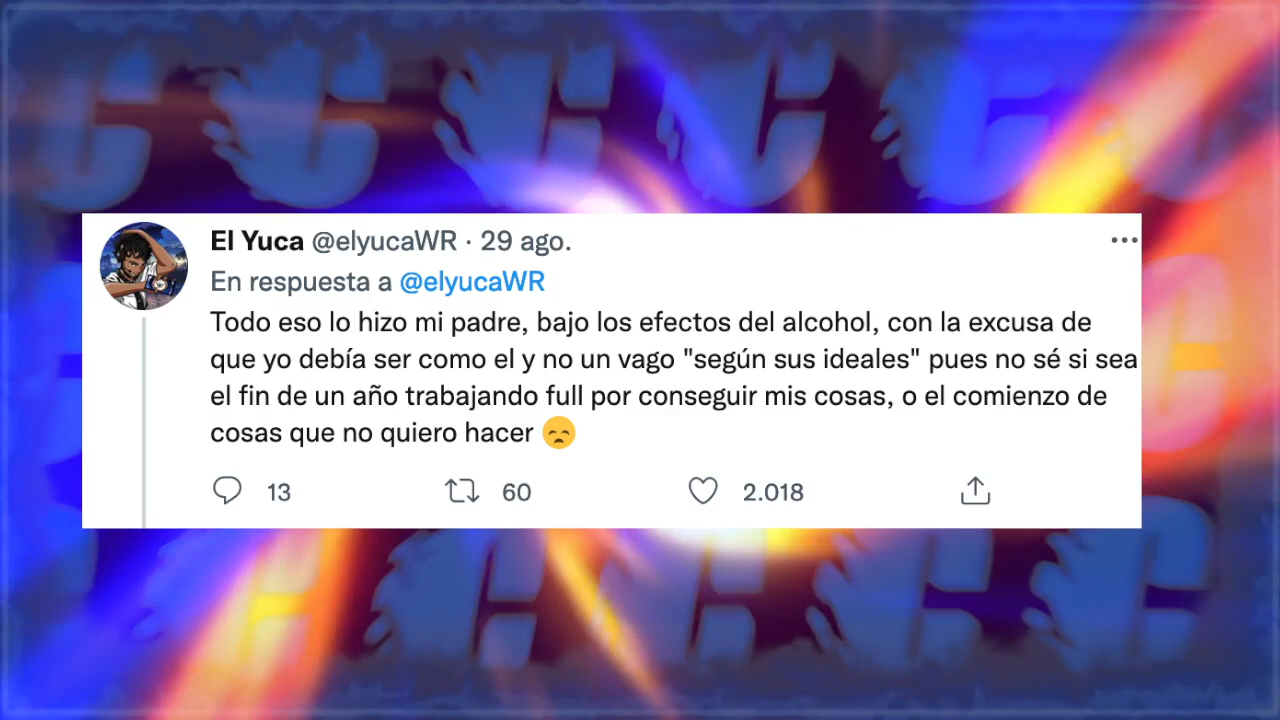 El Yuca @elyucaWR · 29 ago.
En respuesta a @elyucaWR
Todo eso lo hizo mi padre, bajo los efectos del alcohol, con la excusa de
que yo debía ser como el y no un vago "según sus ideales" pues no sé si sea
el fin de un año trabajando full por conseguir mis cosas, o el comienzo de
cosas que no quiero hacer 😞
13 60 2.018